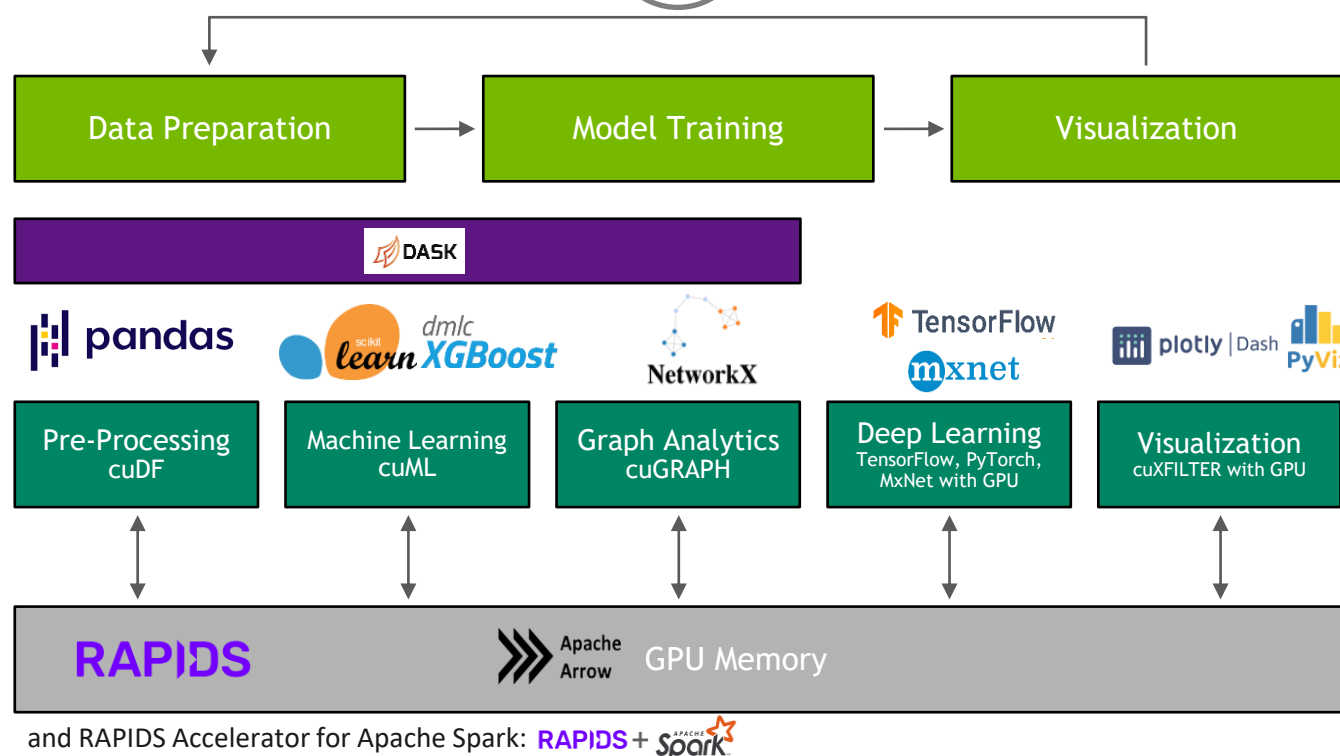 Data Preparation
Model Training
Visualization
DASK
pandas
scikit
learn
dmlc
XGBoost
NetworkX
TensorFlow
mxnet
plotly | Dash
PyViz
Pre-Processing
cuDF
Machine Learning
cuML
Graph Analytics
cuGRAPH
Deep Learning
TensorFlow, PyTorch,
MxNet with GPU
Visualization
cuXFILTER with GPU
RAPIDS
Apache
Arrow
GPU Memory
and RAPIDS Accelerator for Apache Spark: RAPIDS + APACHE Spark